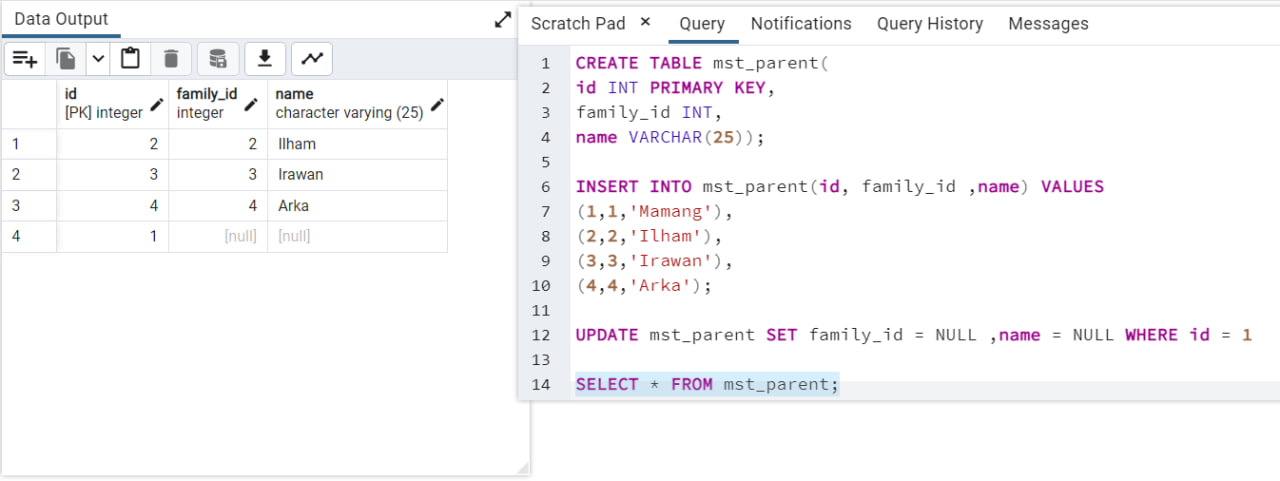 Data Output
id family_id name
[PK] integer integer character varying (25)
1 2 2 Ilham
2 3 3 Irawan
3 4 4 Arka
4 1 [null] [null]
Scratch Pad × Query Notifications Query History Messages
1 CREATE TABLE mst_parent(
2 id INT PRIMARY KEY,
3 family_id INT,
4 name VARCHAR(25));
5
6 INSERT INTO mst_parent(id, family_id ,name) VALUES
7 (1,1,'Mamang'),
8 (2,2,'Ilham'),
9 (3,3,'Irawan'),
10 (4,4,'Arka');
11
12 UPDATE mst_parent SET family_id = NULL ,name = NULL WHERE id = 1
13
14 SELECT * FROM mst_parent;